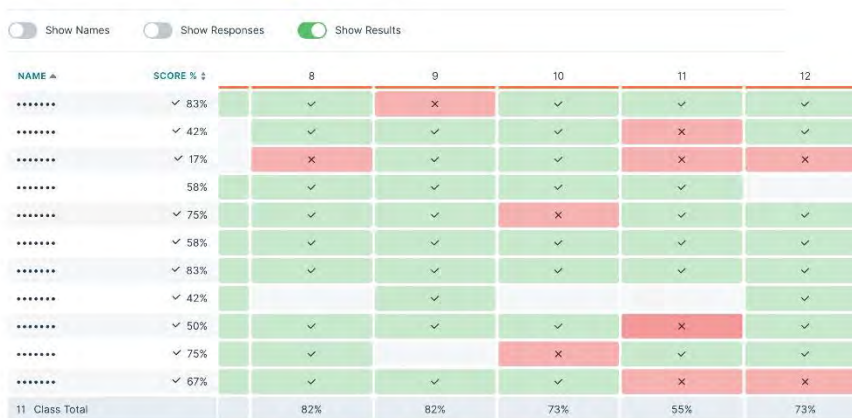 Show Names Show Responses Show Results
NAME SCORE % 8 9 10 11 12
••••••• ✓ 83% ✓ × ✓ ✓ ✓
••••••• ✓ 42% ✓ ✓ ✓ × ✓
••••••• ✓ 17% × ✓ ✓ × ×
••••••• 58% ✓ ✓ ✓ ✓
••••••• ✓ 75% ✓ ✓ × ✓ ✓
••••••• ✓ 58% ✓ ✓ ✓ ✓ ✓
••••••• ✓ 83% ✓ ✓ ✓ ✓ ✓
••••••• ✓ 42% ✓ ✓
••••••• ✓ 50% ✓ ✓ ✓ × ✓
••••••• ✓ 75% ✓ × ✓ ✓
••••••• ✓ 67% ✓ ✓ ✓ × ×
11 Class Total 82% 82% 73% 55% 73%